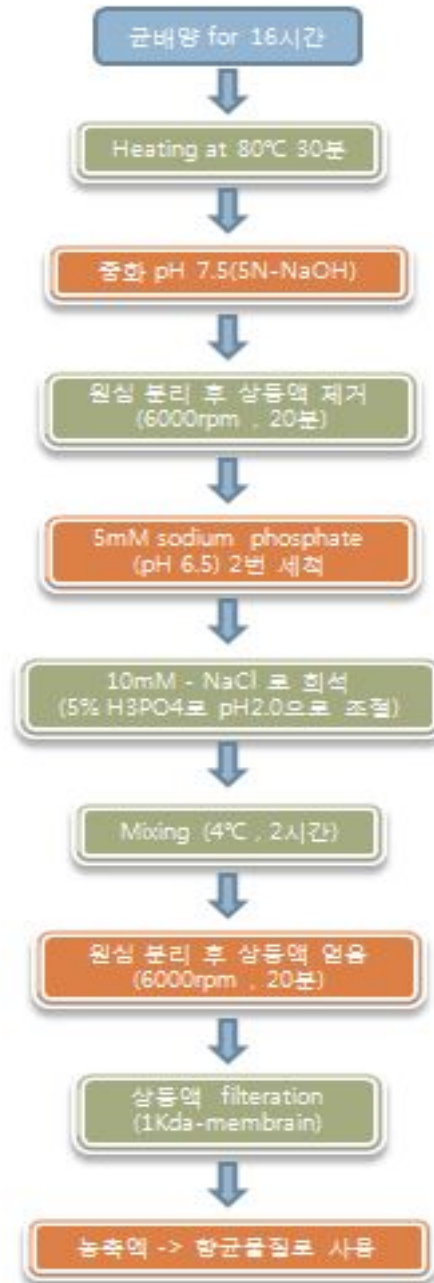 균배양 for 16시간
Heating at 80℃ 30분
중화 pH 7.5(5N-NaOH)
원심 분리 후 상등액 제거
(6000rpm , 20분)
5mM sodium phosphate
(pH 6.5) 2번 세척
10mM - NaCl 로 희석
(5% H3PO4로 pH2.0으로 조절)
Mixing (4℃ , 2시간)
원심 분리 후 상등액 얻음
(6000rpm , 20분)
상등액 filteration
(1Kda-membrain)
농축액 -> 항균물질로 사용